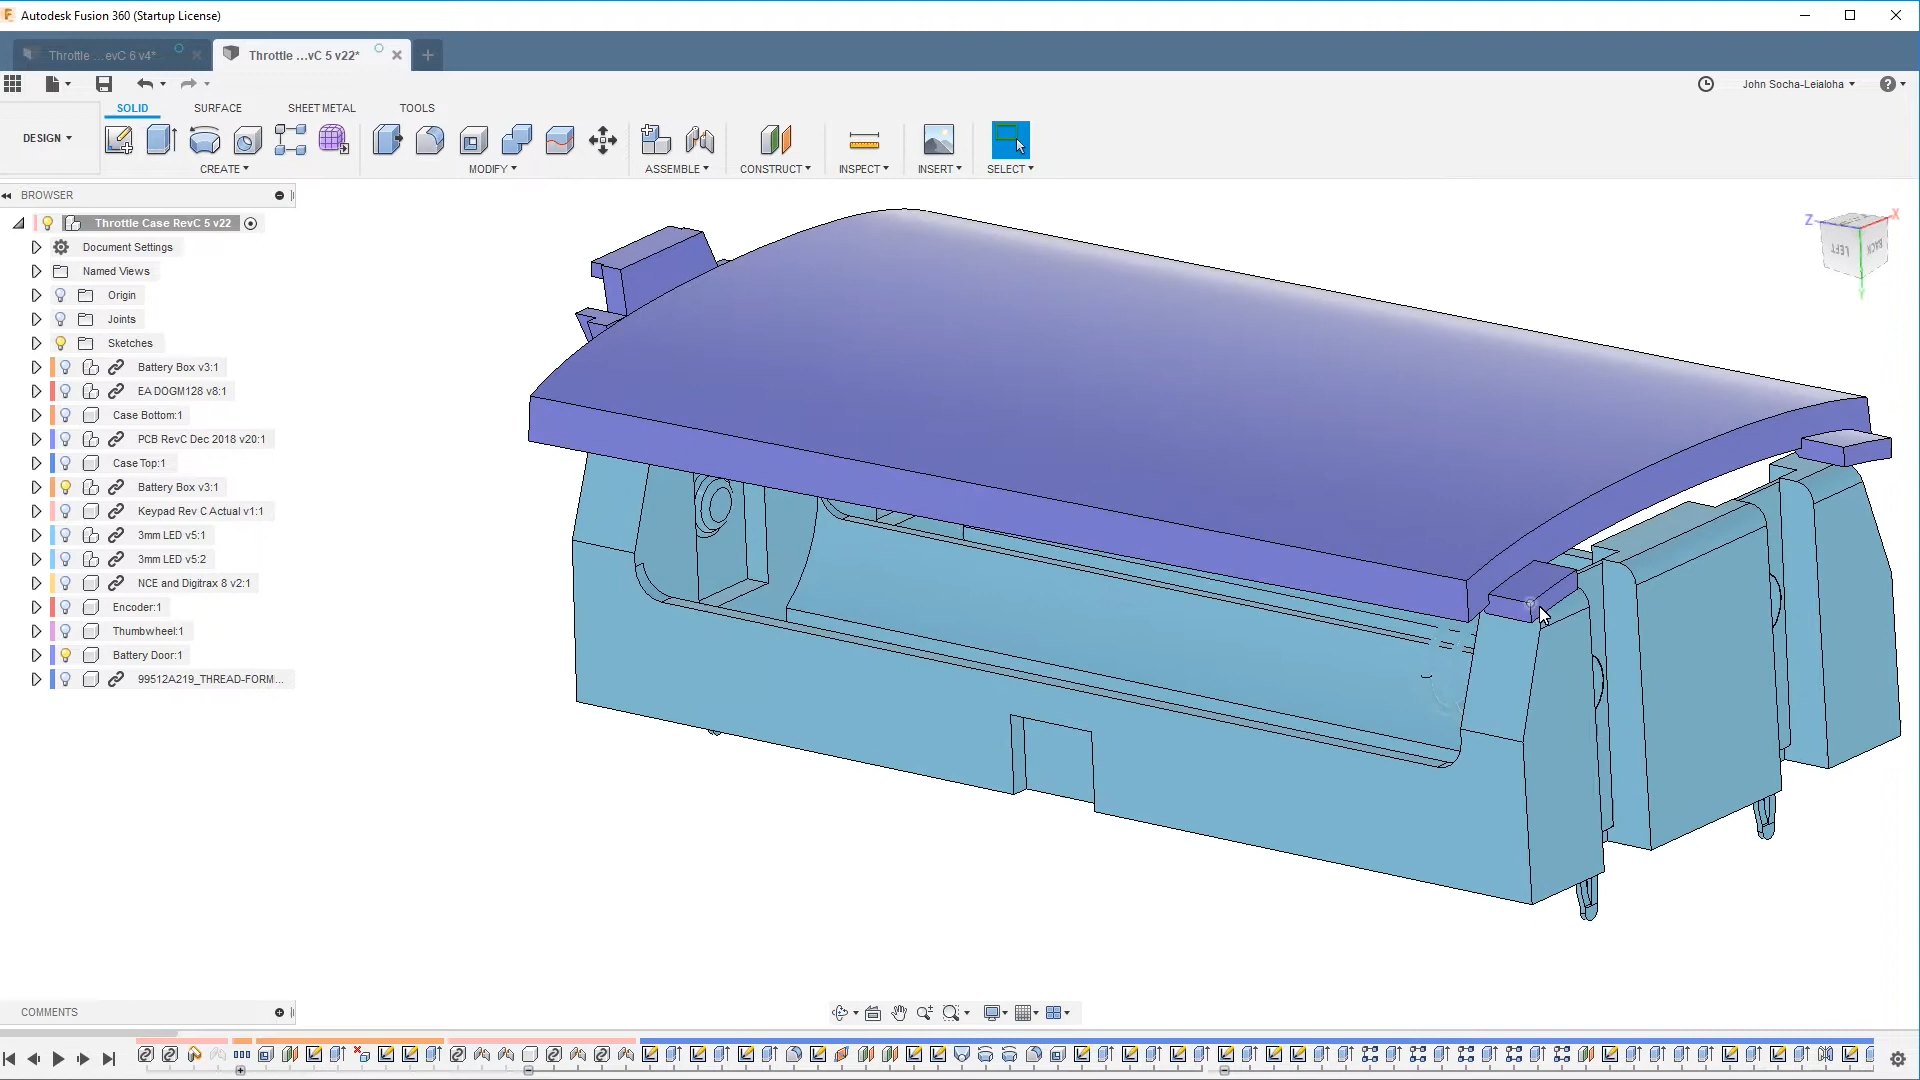 Autodesk Fusion 360 (Startup License)
Throttle ...evC 6 v4*
Throttle ...vC 5 v22*
John Socha-Leialoha
SOLID SURFACE SHEET METAL TOOLS
DESIGN
CREATE MODIFY ASSEMBLE CONSTRUCT INSPECT INSERT SELECT
BROWSER
Throttle Case RevC 5 v22
Document Settings
Named Views
Origin
Joints
Sketches
Battery Box v3:1
EA DOGM128 v8:1
Case Bottom:1
PCB RevC Dec 2018 v20:1
Case Top:1
Battery Box v3:1
Keypad Rev C Actual v1:1
3mm LED v5:1
3mm LED v5:2
NCE and Digitrax 8 v2:1
Encoder:1
Thumbwheel:1
Battery Door:1
99512A219_THREAD-FORM...
Z X
LEFT BACK
Y
COMMENTS